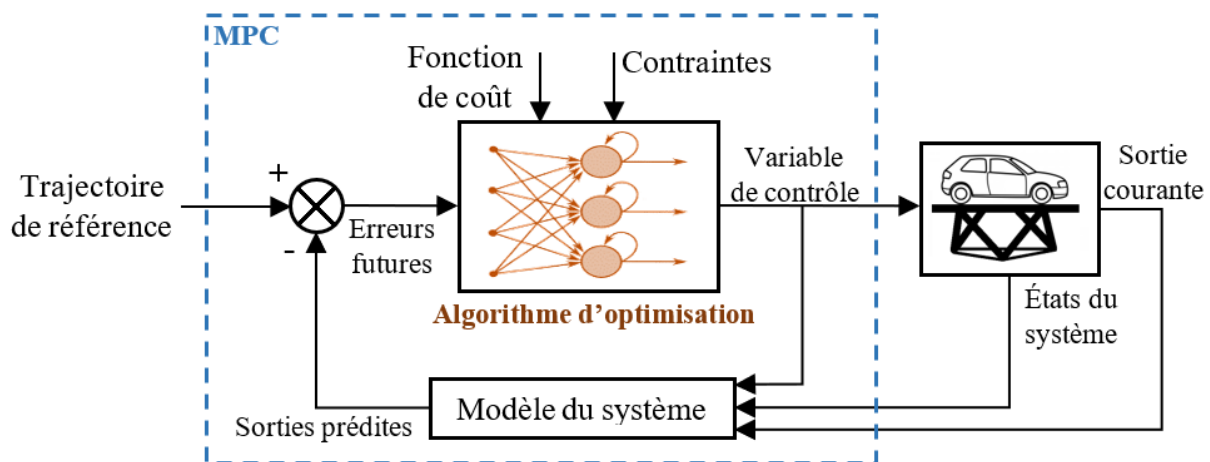 MPC
Fonction
de coût
Contraintes
Trajectoire
de référence
+
-
Erreurs
futures
Variable
de contrôle
Sortie
courante
Algorithme d'optimisation
États du
système
Modèle du système
Sorties prédites